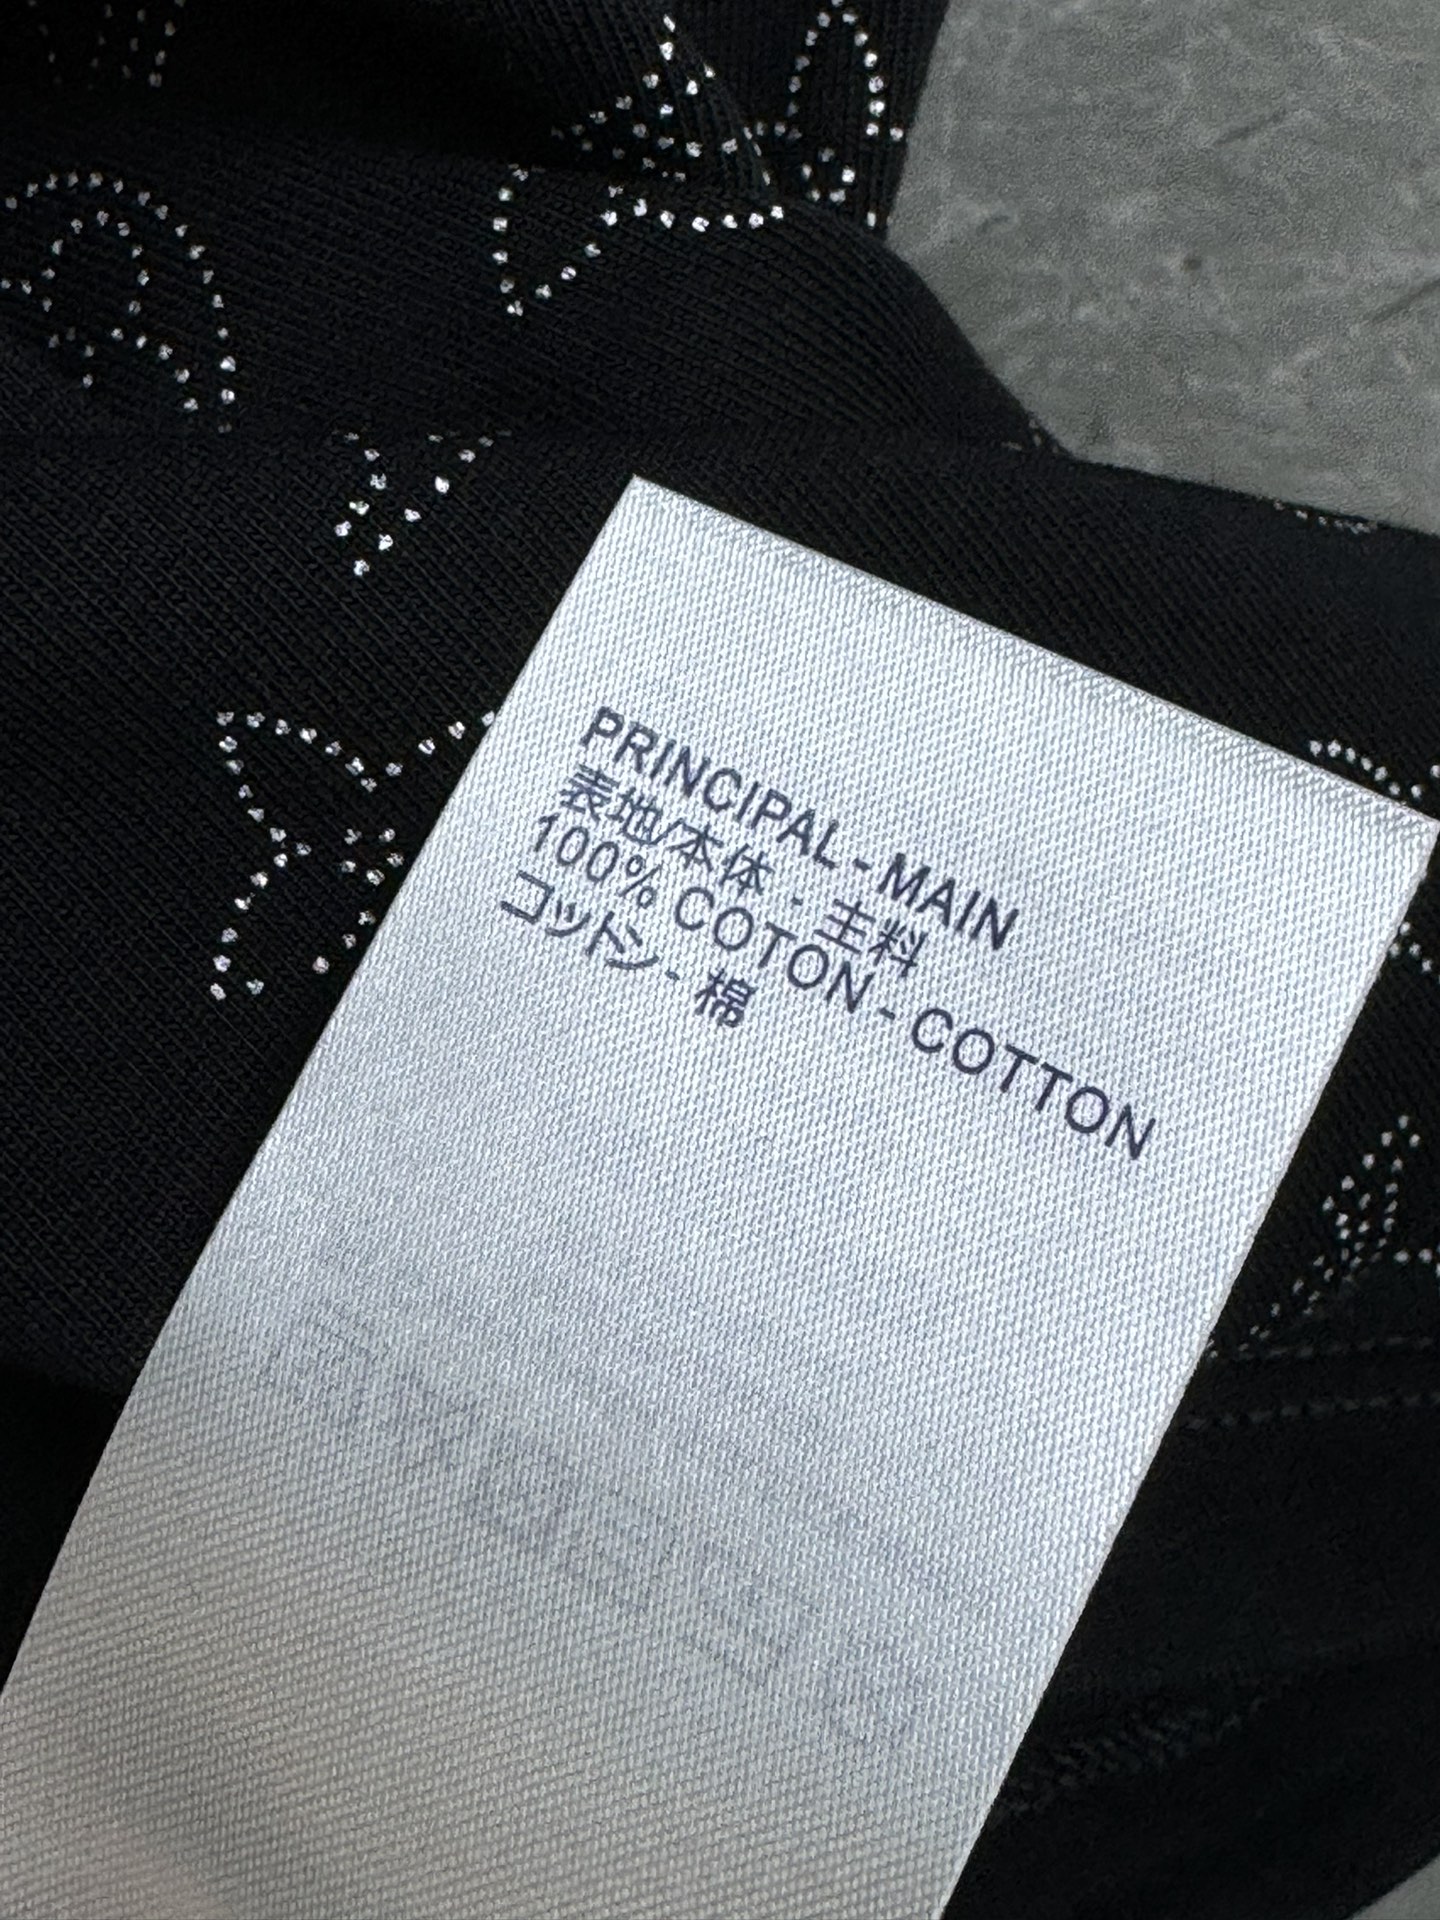 PRINCIPAL - MAIN
表地/本体 - 主料
100% COTON - COTTON
コットン - 棉